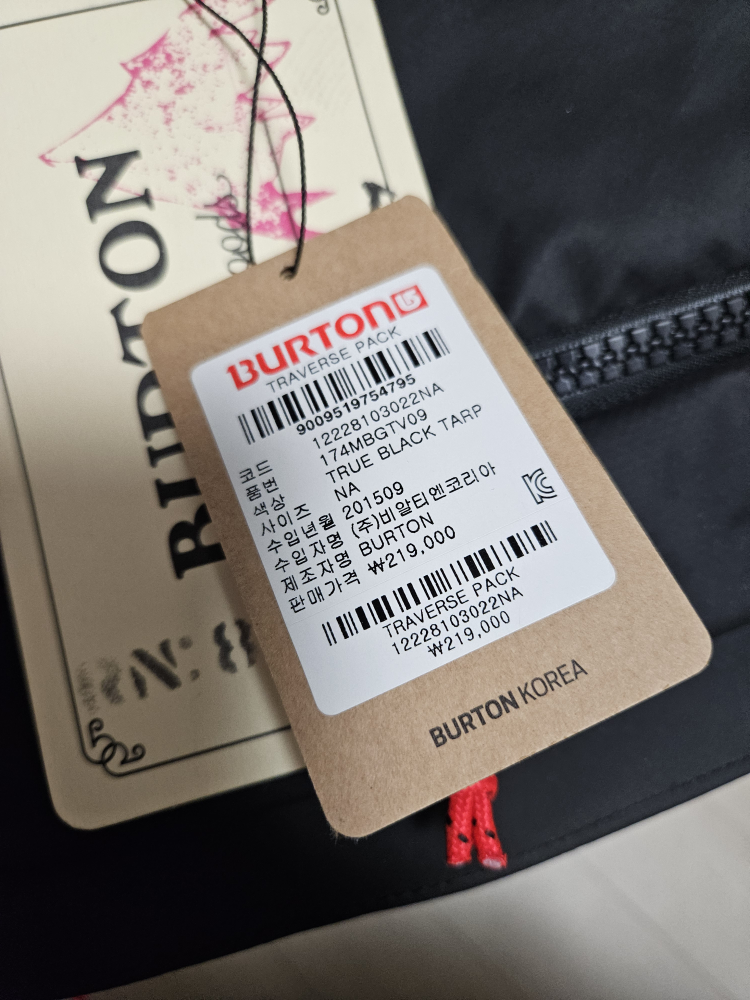 BURTON
BURTON
TRAVERSE PACK
9009519754795
코드 12228103022NA
품번 174MBGTV09
색상 TRUE BLACK TARP
사이즈 NA
수입년월 201509
수입자명 (주)비알티엔코리아
제조자명 BURTON
판매가격 ₩219,000
TRAVERSE PACK
12228103022NA
₩219,000
BURTON KOREA